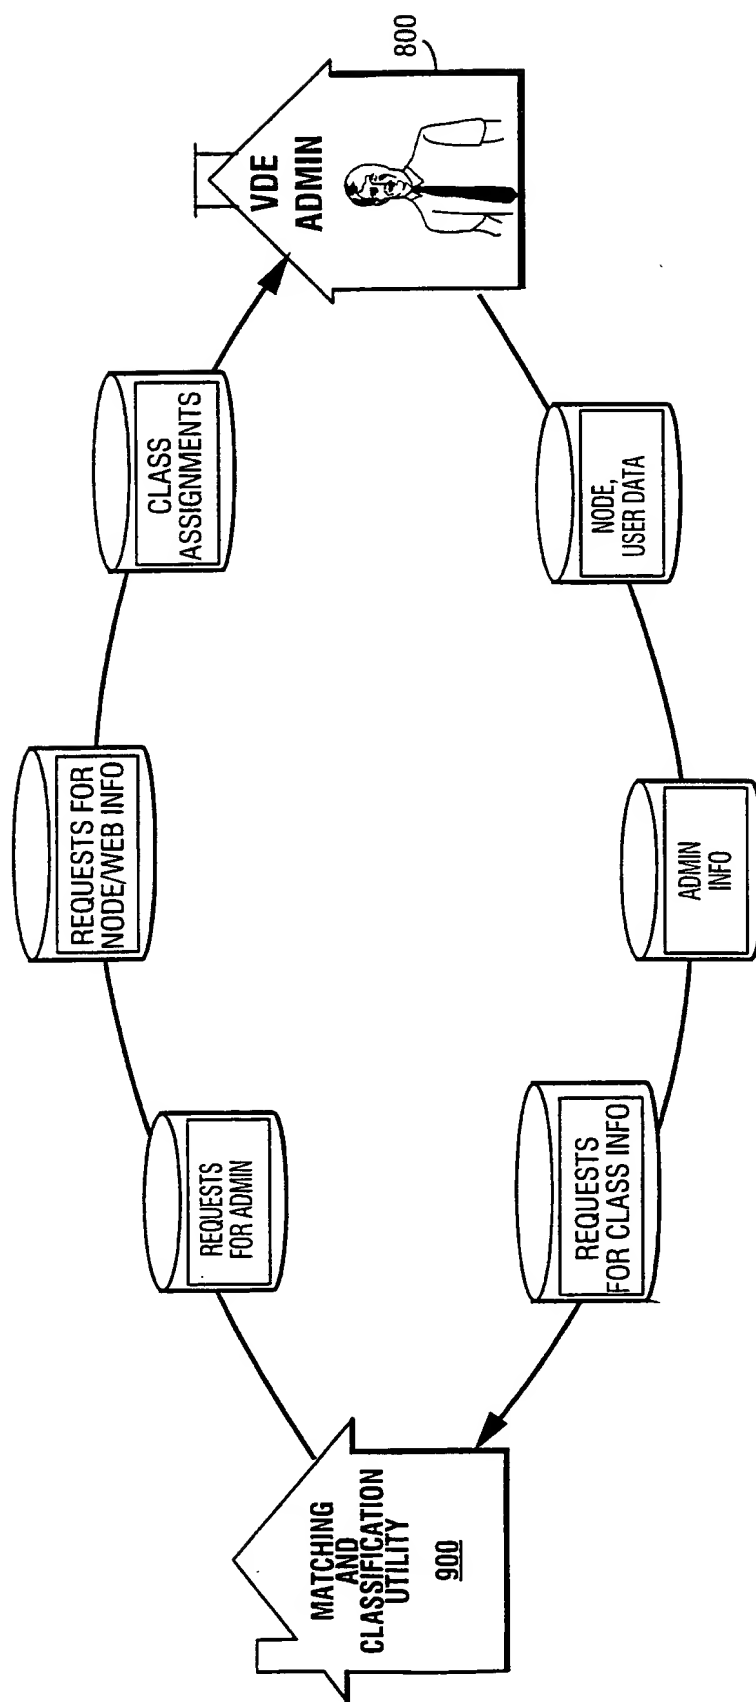 MATCHING
AND
CLASSIFICATION
UTILITY
900
REQUESTS
FOR ADMIN
REQUESTS FOR
NODE/WEB INFO
CLASS
ASSIGNMENTS
VDE
ADMIN
800
NODE,
USER DATA
ADMIN
INFO
REQUESTS
FOR CLASS INFO